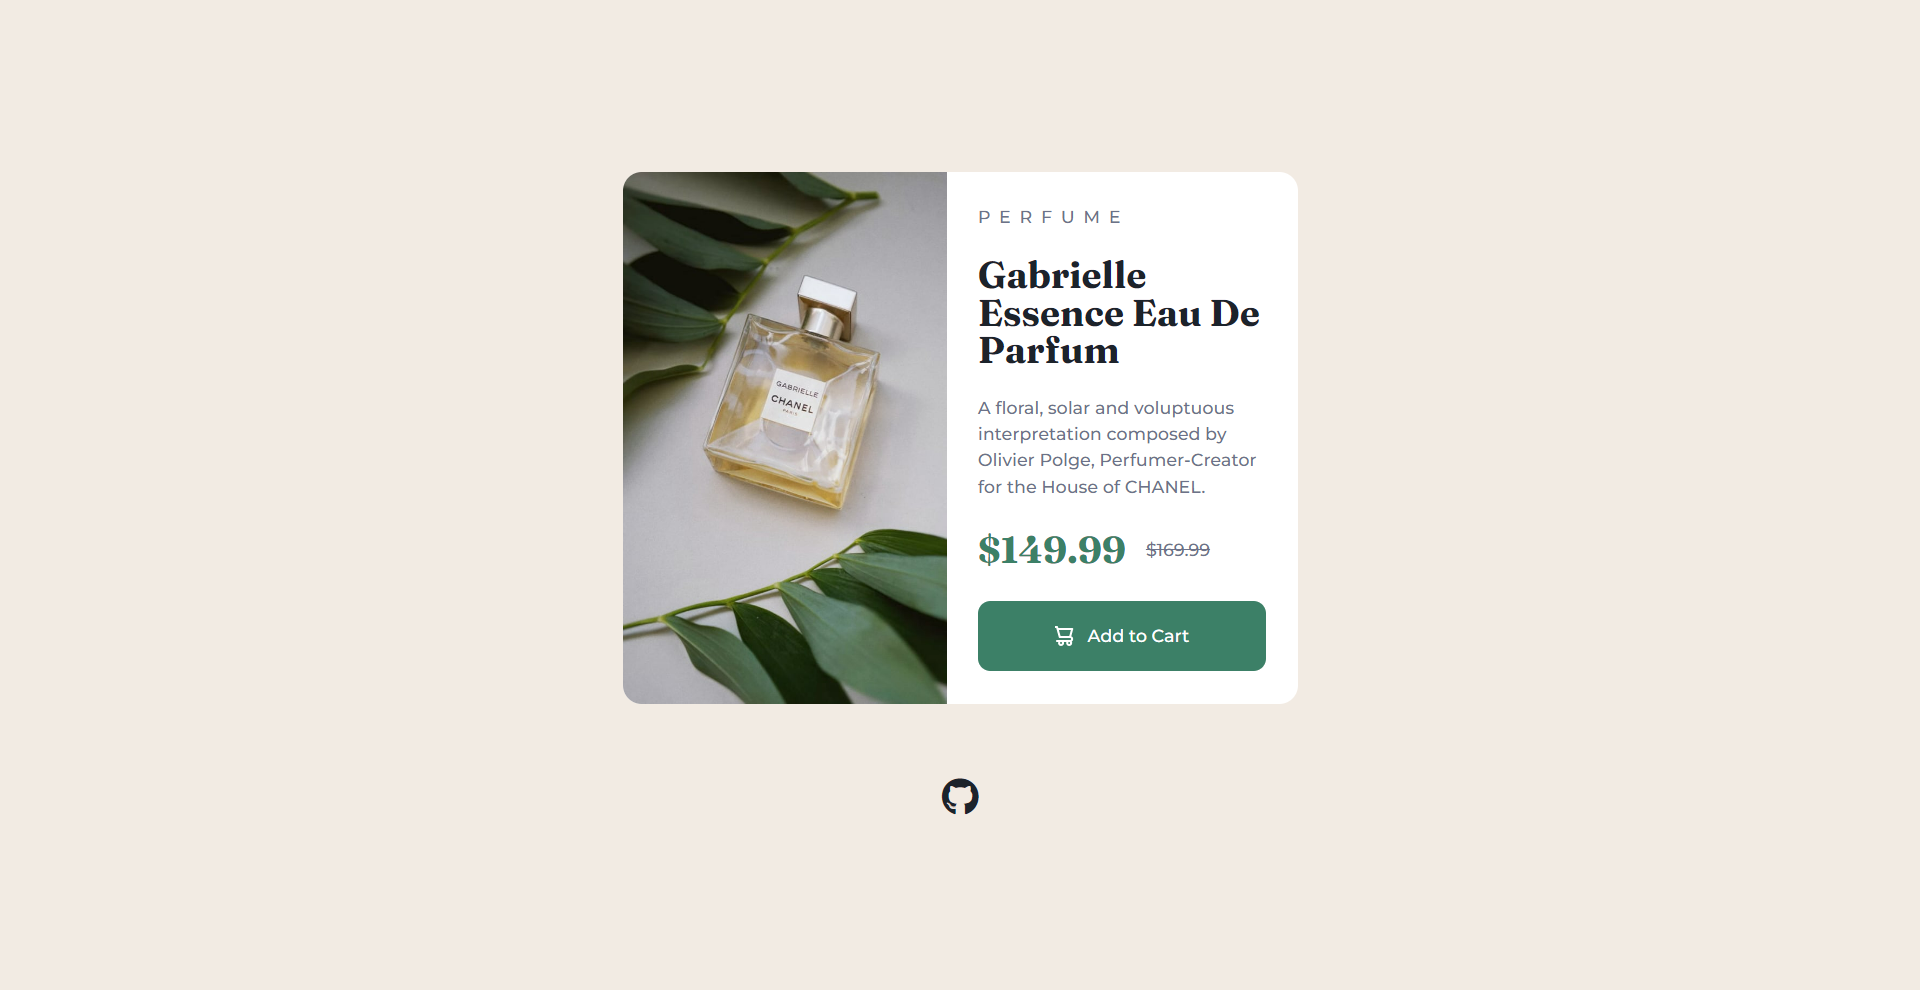 GABRIELLE
CHANEL
PARIS
PERFUME
Gabrielle
Essence Eau De
Parfum
A floral, solar and voluptuous
interpretation composed by
Olivier Polge, Perfumer-Creator
for the House of CHANEL.
$149.99 $169.99
Add to Cart